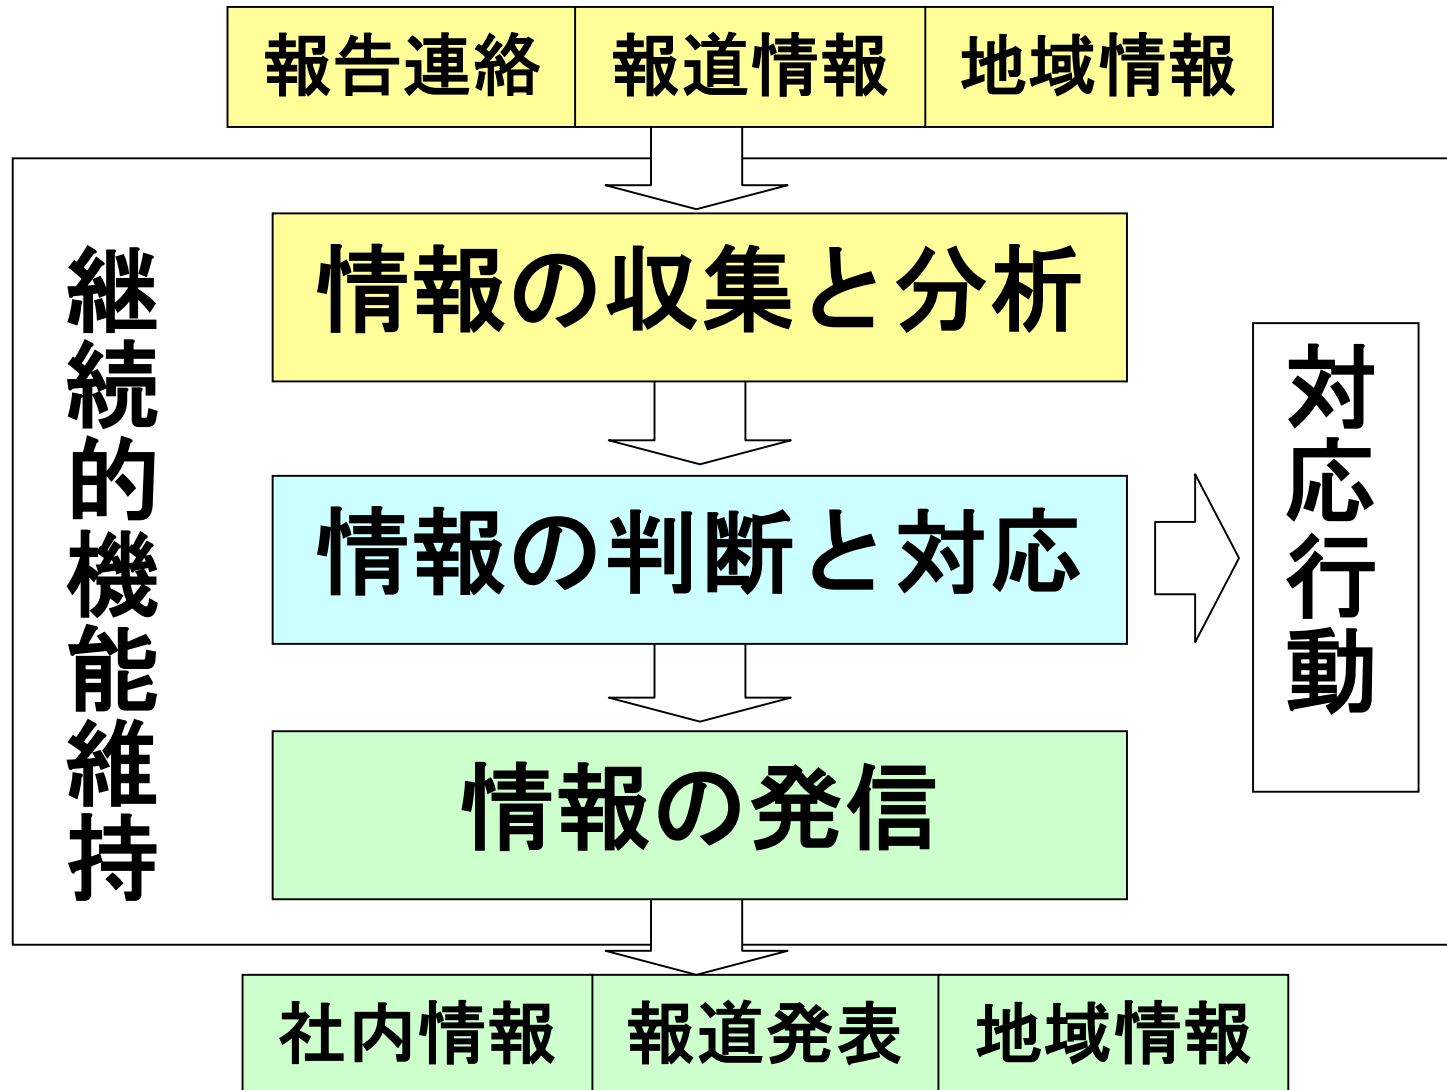 報告連絡 報道情報 地域情報
継続的機能維持
情報の収集と分析
情報の判断と対応
対応行動
情報の発信
社内情報 報道発表 地域情報